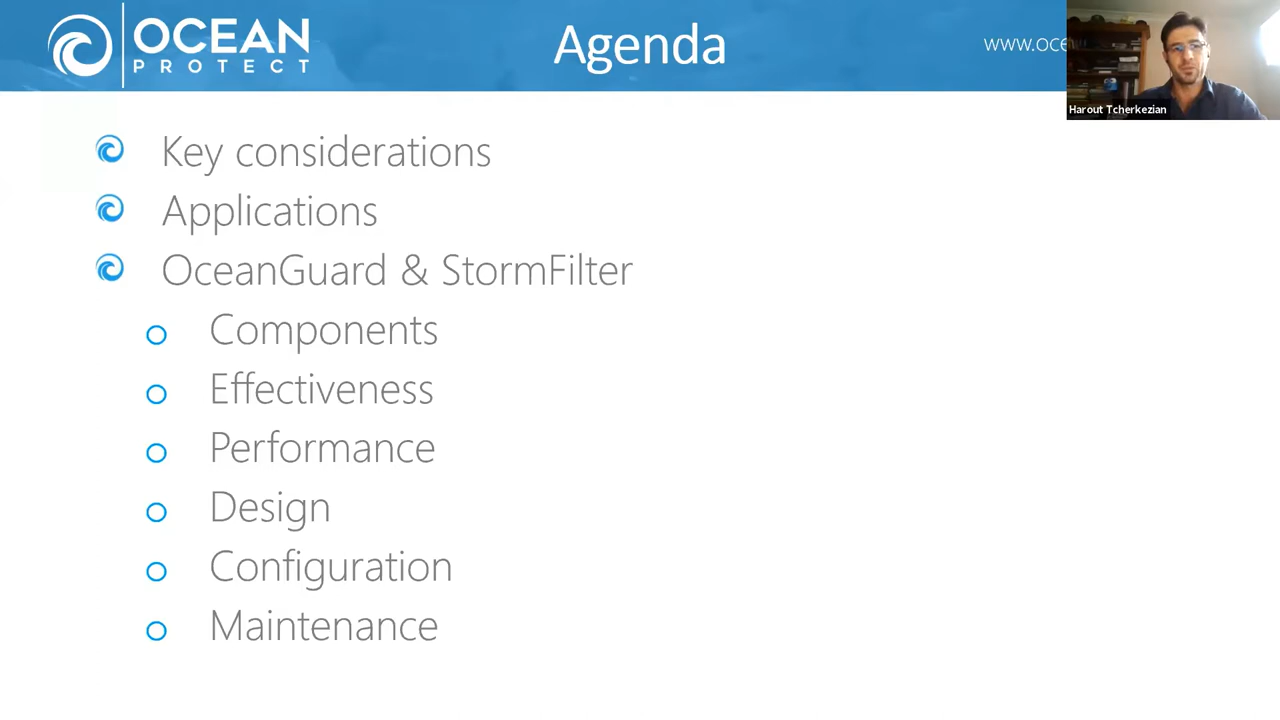 OCEAN
PROTECT
Agenda
www.oce
Harout Tcherkezian
Key considerations
Applications
OceanGuard & StormFilter
Components
Effectiveness
Performance
Design
Configuration
Maintenance